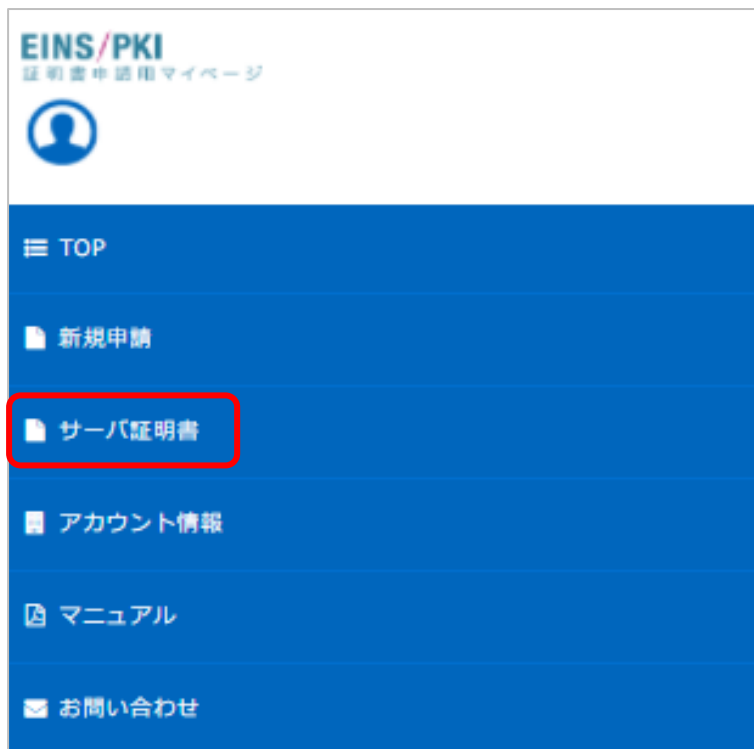 EINS/PKI
証明書申請用マイページ
TOP
新規申請
サーバ証明書
アカウント情報
マニュアル
お問い合わせ